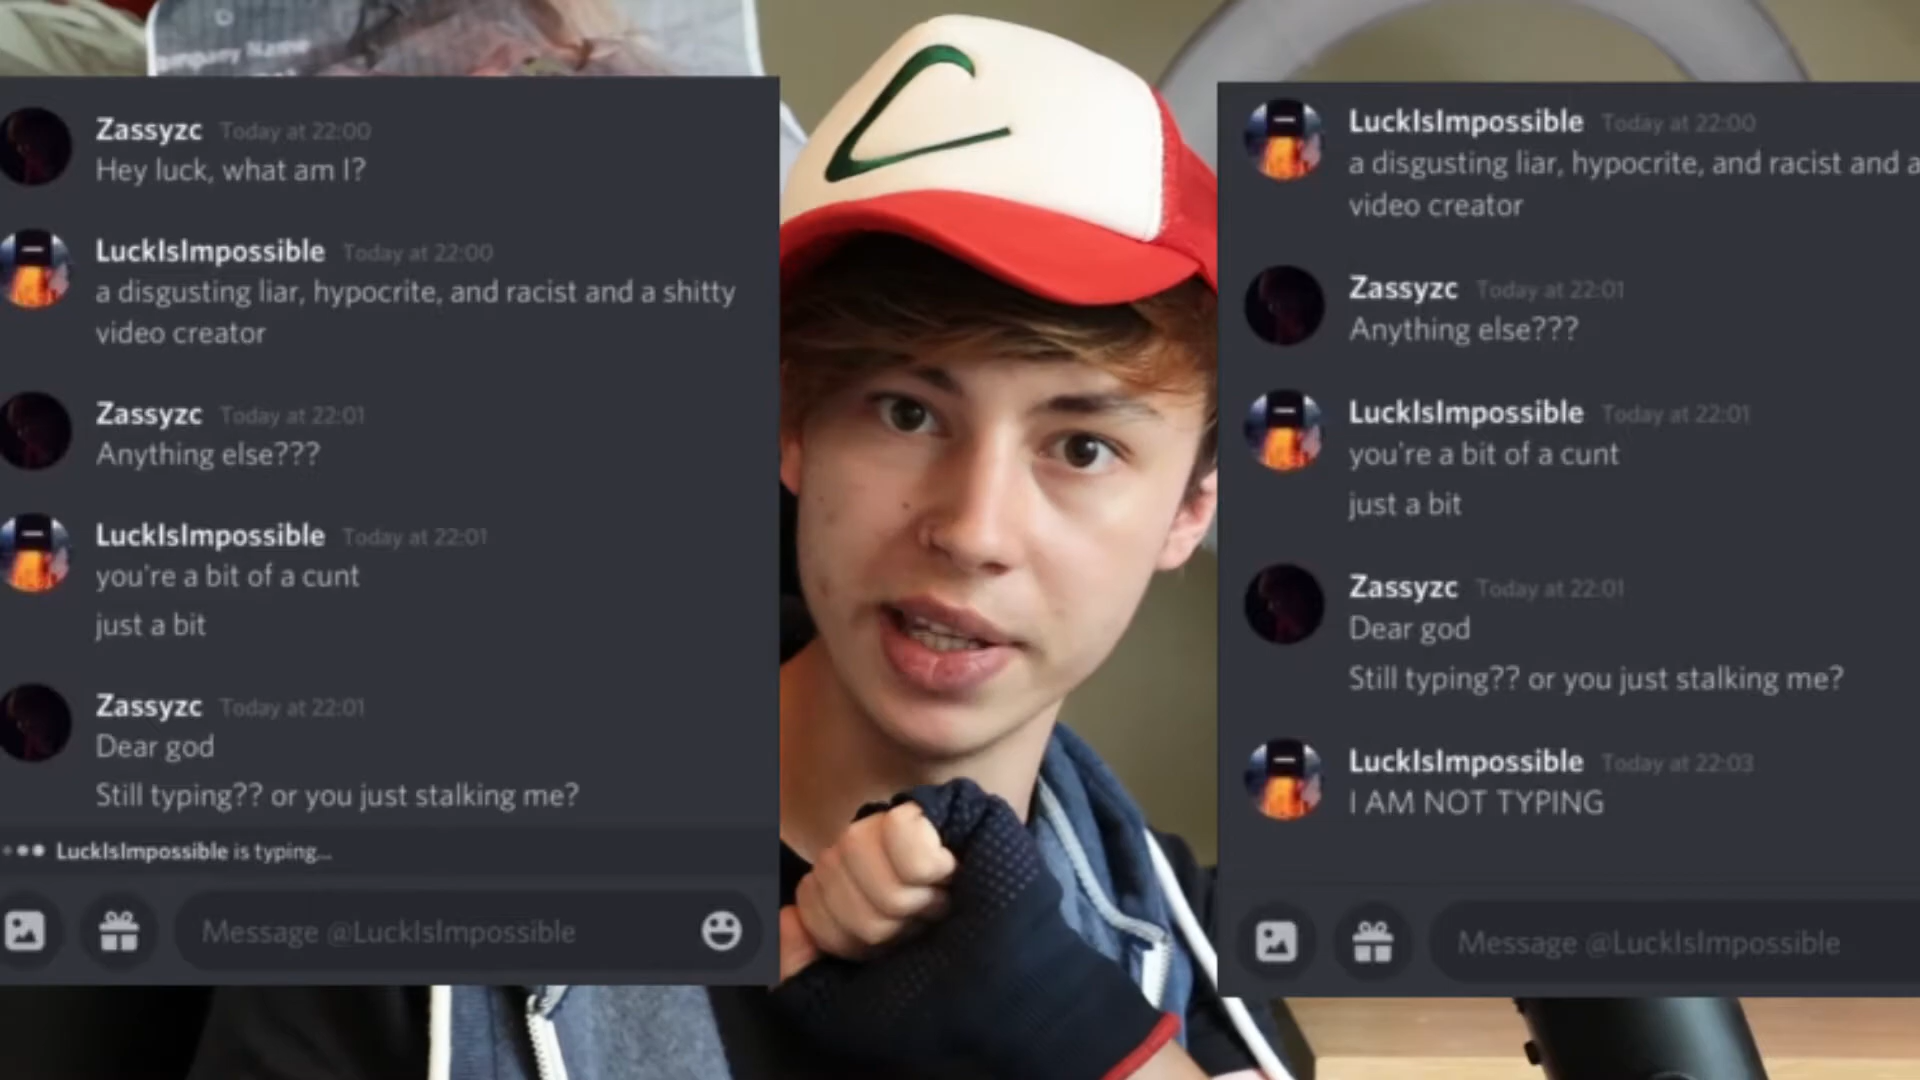 Company Name
Zassyzc Today at 22:00
Hey luck, what am I?
LuckIsImpossible Today at 22:00
a disgusting liar, hypocrite, and racist and a shitty
video creator
Zassyzc Today at 22:01
Anything else???
LuckIsImpossible Today at 22:01
you're a bit of a cunt
just a bit
Zassyzc Today at 22:01
Dear god
Still typing?? or you just stalking me?
LuckIsImpossible is typing...
Message @LuckIsImpossible
LuckIsImpossible Today at 22:00
a disgusting liar, hypocrite, and racist and a
video creator
Zassyzc Today at 22:01
Anything else???
LuckIsImpossible Today at 22:01
you're a bit of a cunt
just a bit
Zassyzc Today at 22:01
Dear god
Still typing?? or you just stalking me?
LuckIsImpossible Today at 22:03
I AM NOT TYPING
Message @LuckIsImpossible